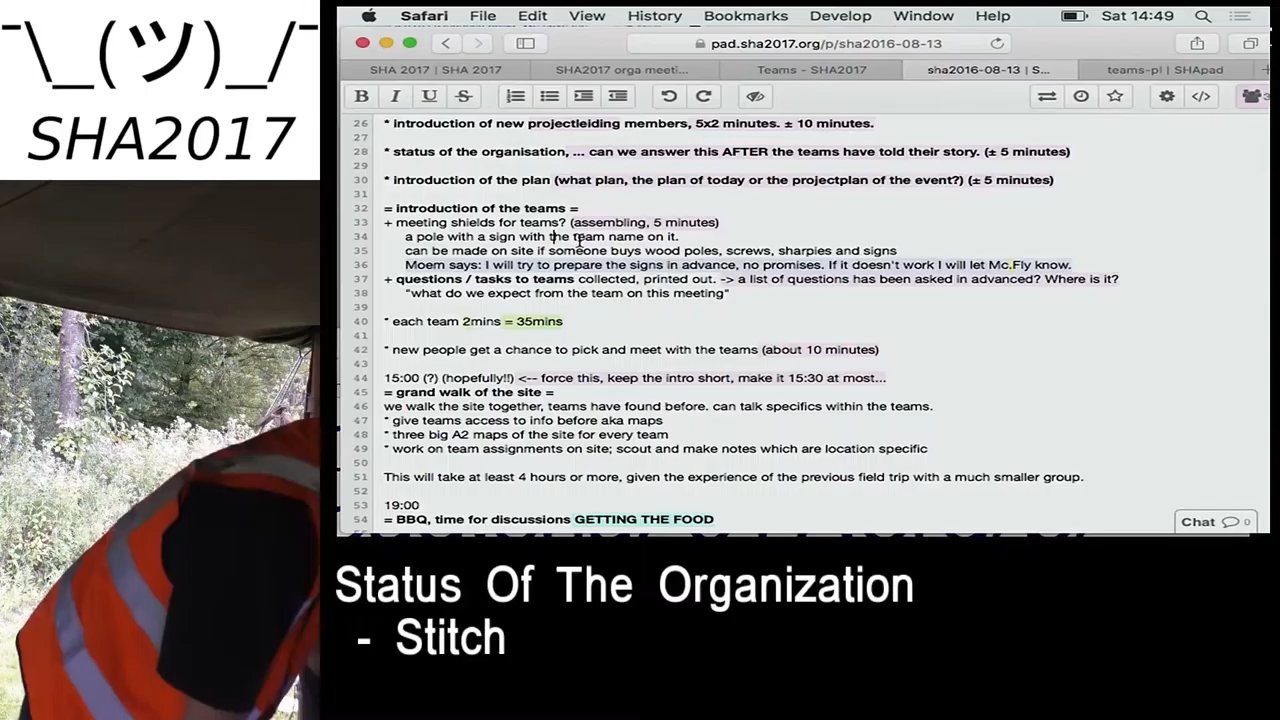 ¯\_(ツ)_/¯
SHA2017
Safari File Edit View History Bookmarks Develop Window Help Sat 14:49
pad.sha2017.org/p/sha2016-08-13
SHA 2017 | SHA 2017 SHA2017 orga meeti... Teams - SHA2017 sha2016-08-13 | S... teams-pl | SHApad
B I U S
26 * introduction of new projectleiding members, 5x2 minutes. ± 10 minutes.
27
28 * status of the organisation, ... can we answer this AFTER the teams have told their story. (± 5 minutes)
29
30 * introduction of the plan (what plan, the plan of today or the projectplan of the event?) (± 5 minutes)
31
32 = introduction of the teams =
33 + meeting shields for teams? (assembling, 5 minutes)
34 a pole with a sign with the team name on it.
35 can be made on site if someone buys wood poles, screws, sharpies and signs
36 Moem says: I will try to prepare the signs in advance, no promises. If it doesn't work I will let Mc.Fly know.
37 + questions / tasks to teams collected, printed out. -> a list of questions has been asked in advanced? Where is it?
38 "what do we expect from the team on this meeting"
39
40 * each team 2mins = 35mins
41
42 * new people get a chance to pick and meet with the teams (about 10 minutes)
43
44 15:00 (?) (hopefully!!) <-- force this, keep the intro short, make it 15:30 at most...
45 = grand walk of the site =
46 we walk the site together, teams have found before. can talk specifics within the teams.
47 * give teams access to info before aka maps
48 * three big A2 maps of the site for every team
49 * work on team assignments on site; scout and make notes which are location specific
50
51 This will take at least 4 hours or more, given the experience of the previous field trip with a much smaller group.
52
53 19:00
54 = BBQ, time for discussions GETTING THE FOOD
Chat 0
Status Of The Organization
- Stitch